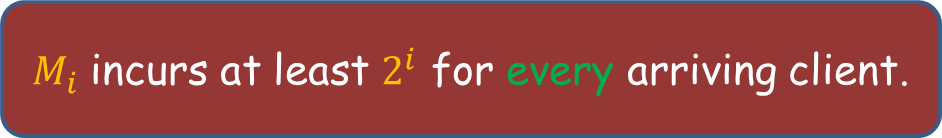 𝑀ᵢ incurs at least 2ⁱ for every arriving client.